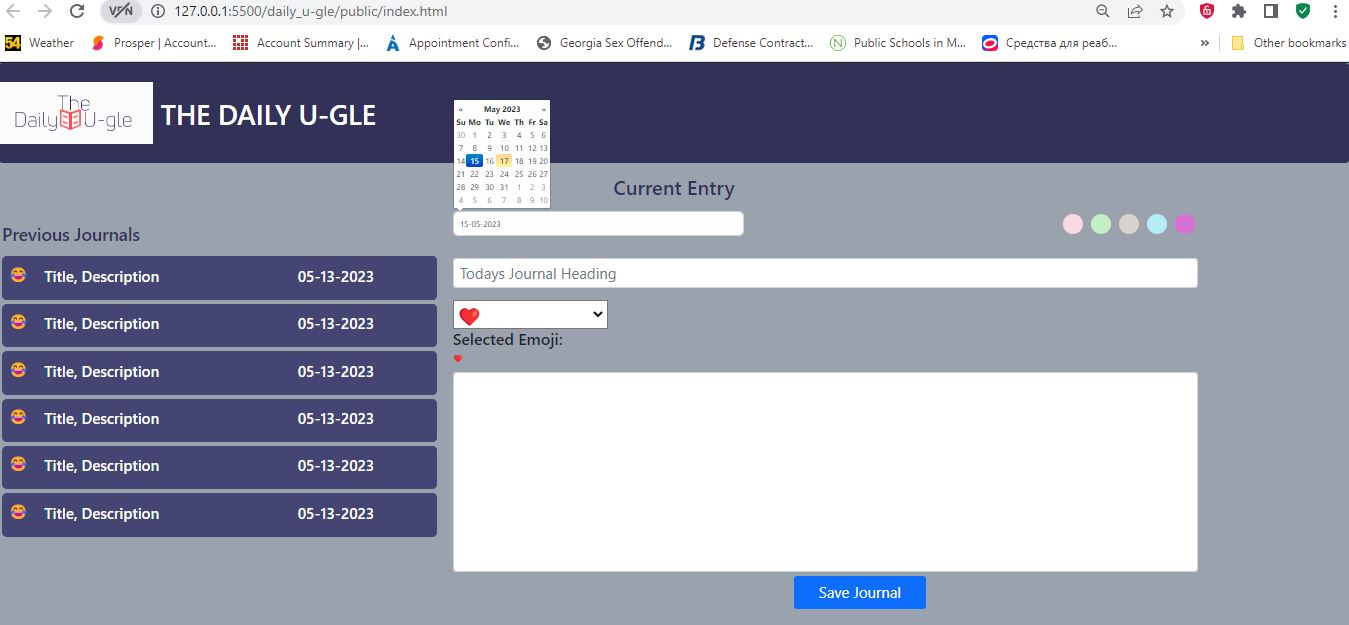 VPN 127.0.0.1:5500/daily_u-gle/public/index.html
54 Weather Prosper | Account... Account Summary |... Appointment Confi... Georgia Sex Offend... Defense Contract... Public Schools in M... Средства для реаб... » Other bookmarks
The
Daily U-gle
THE DAILY U-GLE
« May 2023 »
Su Mo Tu We Th Fr Sa
30 1 2 3 4 5 6
7 8 9 10 11 12 13
14 15 16 17 18 19 20
21 22 23 24 25 26 27
28 29 30 31 1 2 3
4 5 6 7 8 9 10
Current Entry
15-05-2023
Previous Journals
Title, Description 05-13-2023
Title, Description 05-13-2023
Title, Description 05-13-2023
Title, Description 05-13-2023
Title, Description 05-13-2023
Title, Description 05-13-2023
Todays Journal Heading
Selected Emoji:
Save Journal